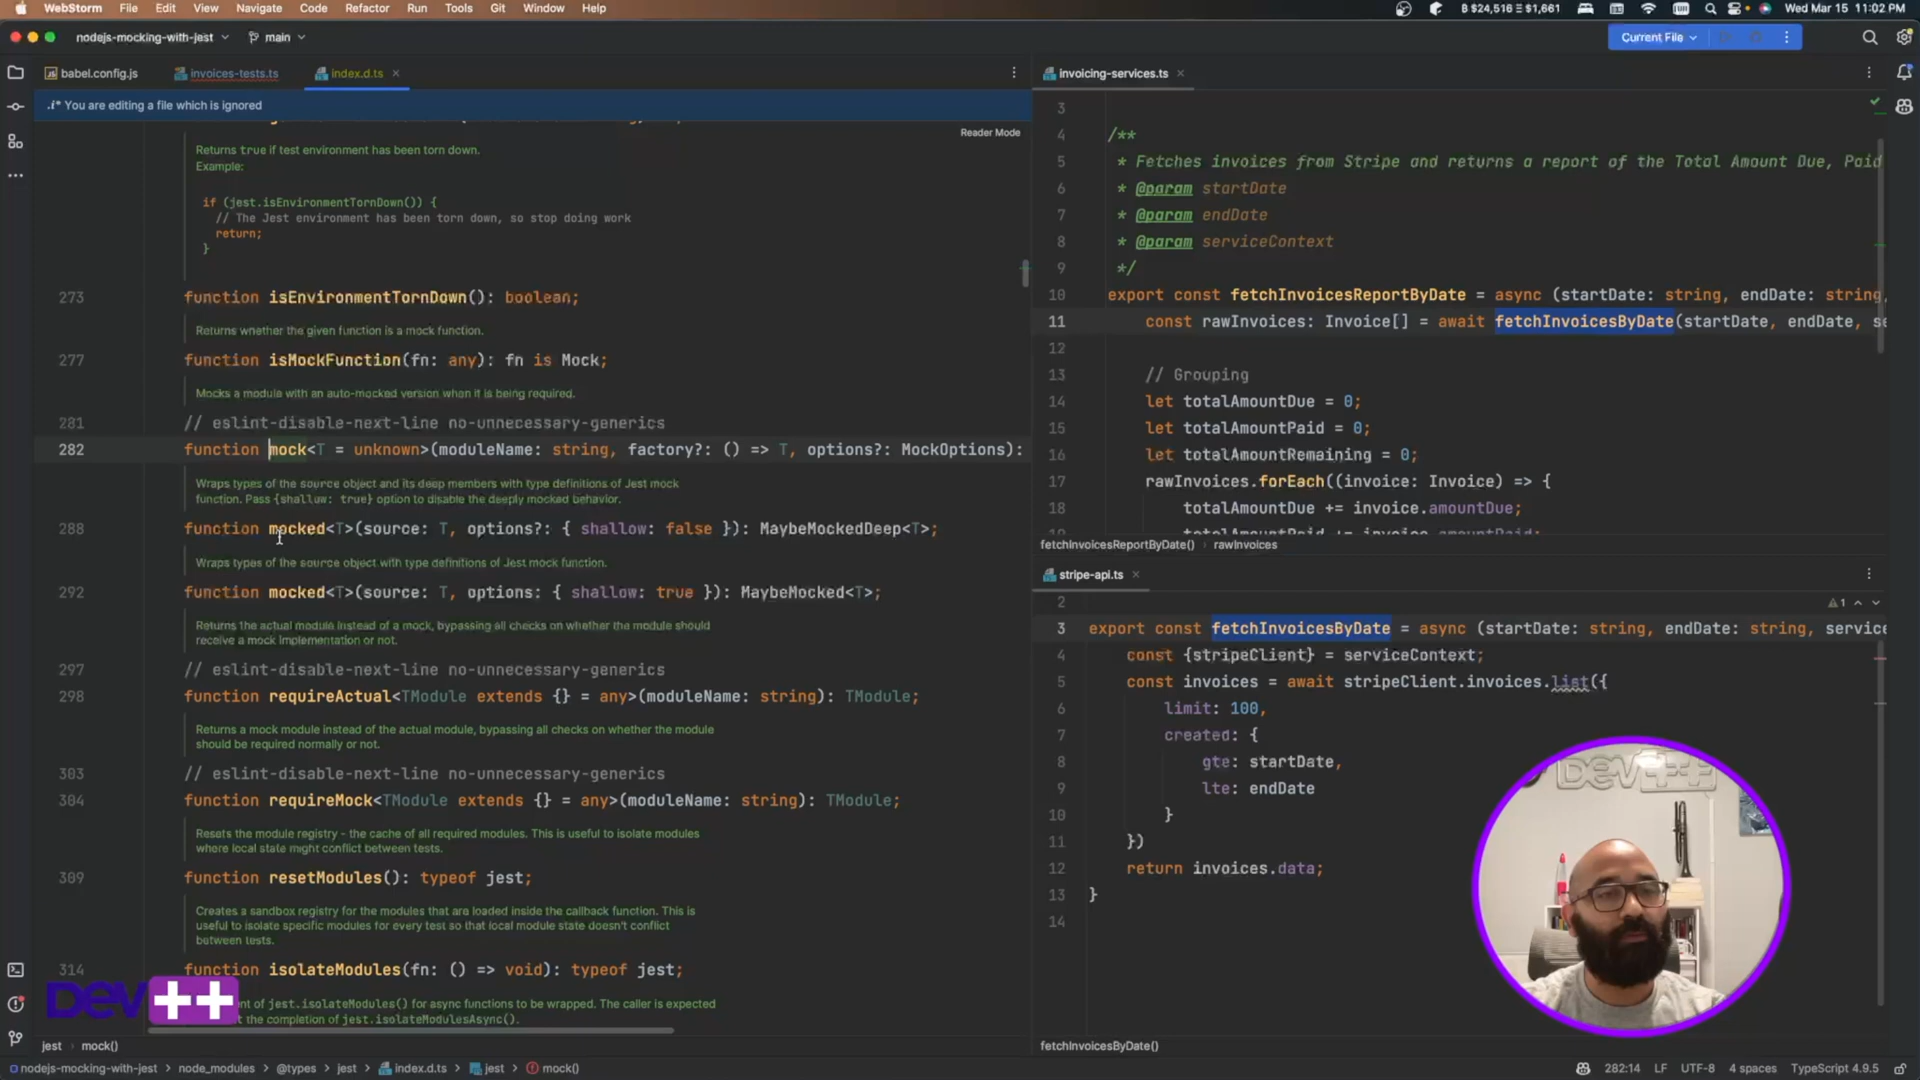 WebStorm File Edit View Navigate Code Refactor Run Tools Git Window Help
₿ $24,516 Ξ $1,661 Wed Mar 15 11:02 PM
nodejs-mocking-with-jest main Current File
babel.config.js invoices-tests.ts index.d.ts
.i* You are editing a file which is ignored
Reader Mode
Returns true if test environment has been torn down.
Example:
if (jest.isEnvironmentTornDown()) {
// The Jest environment has been torn down, so stop doing work
return;
}
273 function isEnvironmentTornDown(): boolean;
Returns whether the given function is a mock function.
277 function isMockFunction(fn: any): fn is Mock;
Mocks a module with an auto-mocked version when it is being required.
281 // eslint-disable-next-line no-unnecessary-generics
282 function mock<T = unknown>(moduleName: string, factory?: () => T, options?: MockOptions):
Wraps types of the source object and its deep members with type definitions of Jest mock
function. Pass {shallow: true} option to disable the deeply mocked behavior.
288 function mocked<T>(source: T, options?: { shallow: false }): MaybeMockedDeep<T>;
Wraps types of the source object with type definitions of Jest mock function.
292 function mocked<T>(source: T, options: { shallow: true }): MaybeMocked<T>;
Returns the actual module instead of a mock, bypassing all checks on whether the module should
receive a mock implementation or not.
297 // eslint-disable-next-line no-unnecessary-generics
298 function requireActual<TModule extends {} = any>(moduleName: string): TModule;
Returns a mock module instead of the actual module, bypassing all checks on whether the module
should be required normally or not.
303 // eslint-disable-next-line no-unnecessary-generics
304 function requireMock<TModule extends {} = any>(moduleName: string): TModule;
Resets the module registry - the cache of all required modules. This is useful to isolate modules
where local state might conflict between tests.
309 function resetModules(): typeof jest;
Creates a sandbox registry for the modules that are loaded inside the callback function. This is
useful to isolate specific modules for every test so that local module state doesn't conflict
between tests.
314 function isolateModules(fn: () => void): typeof jest;
ent of jest.isolateModules() for async functions to be wrapped. The caller is expected
t the completion of jest.isolateModulesAsync().
Dev++
jest mock()
invoicing-services.ts
3
4 /**
5 * Fetches invoices from Stripe and returns a report of the Total Amount Due, Paid
6 * @param startDate
7 * @param endDate
8 * @param serviceContext
9 */
10 export const fetchInvoicesReportByDate = async (startDate: string, endDate: string,
11 const rawInvoices: Invoice[] = await fetchInvoicesByDate(startDate, endDate, se
12
13 // Grouping
14 let totalAmountDue = 0;
15 let totalAmountPaid = 0;
16 let totalAmountRemaining = 0;
17 rawInvoices.forEach((invoice: Invoice) => {
18 totalAmountDue += invoice.amountDue;
fetchInvoicesReportByDate() rawInvoices
stripe-api.ts
1
2
3 export const fetchInvoicesByDate = async (startDate: string, endDate: string, service
4 const {stripeClient} = serviceContext;
5 const invoices = await stripeClient.invoices.list({
6 limit: 100,
7 created: {
8 gte: startDate,
9 lte: endDate
10 }
11 })
12 return invoices.data;
13 }
14
DEV++
fetchInvoicesByDate()
nodejs-mocking-with-jest node_modules @types jest index.d.ts jest mock()
282:14 LF UTF-8 4 spaces TypeScript 4.9.5